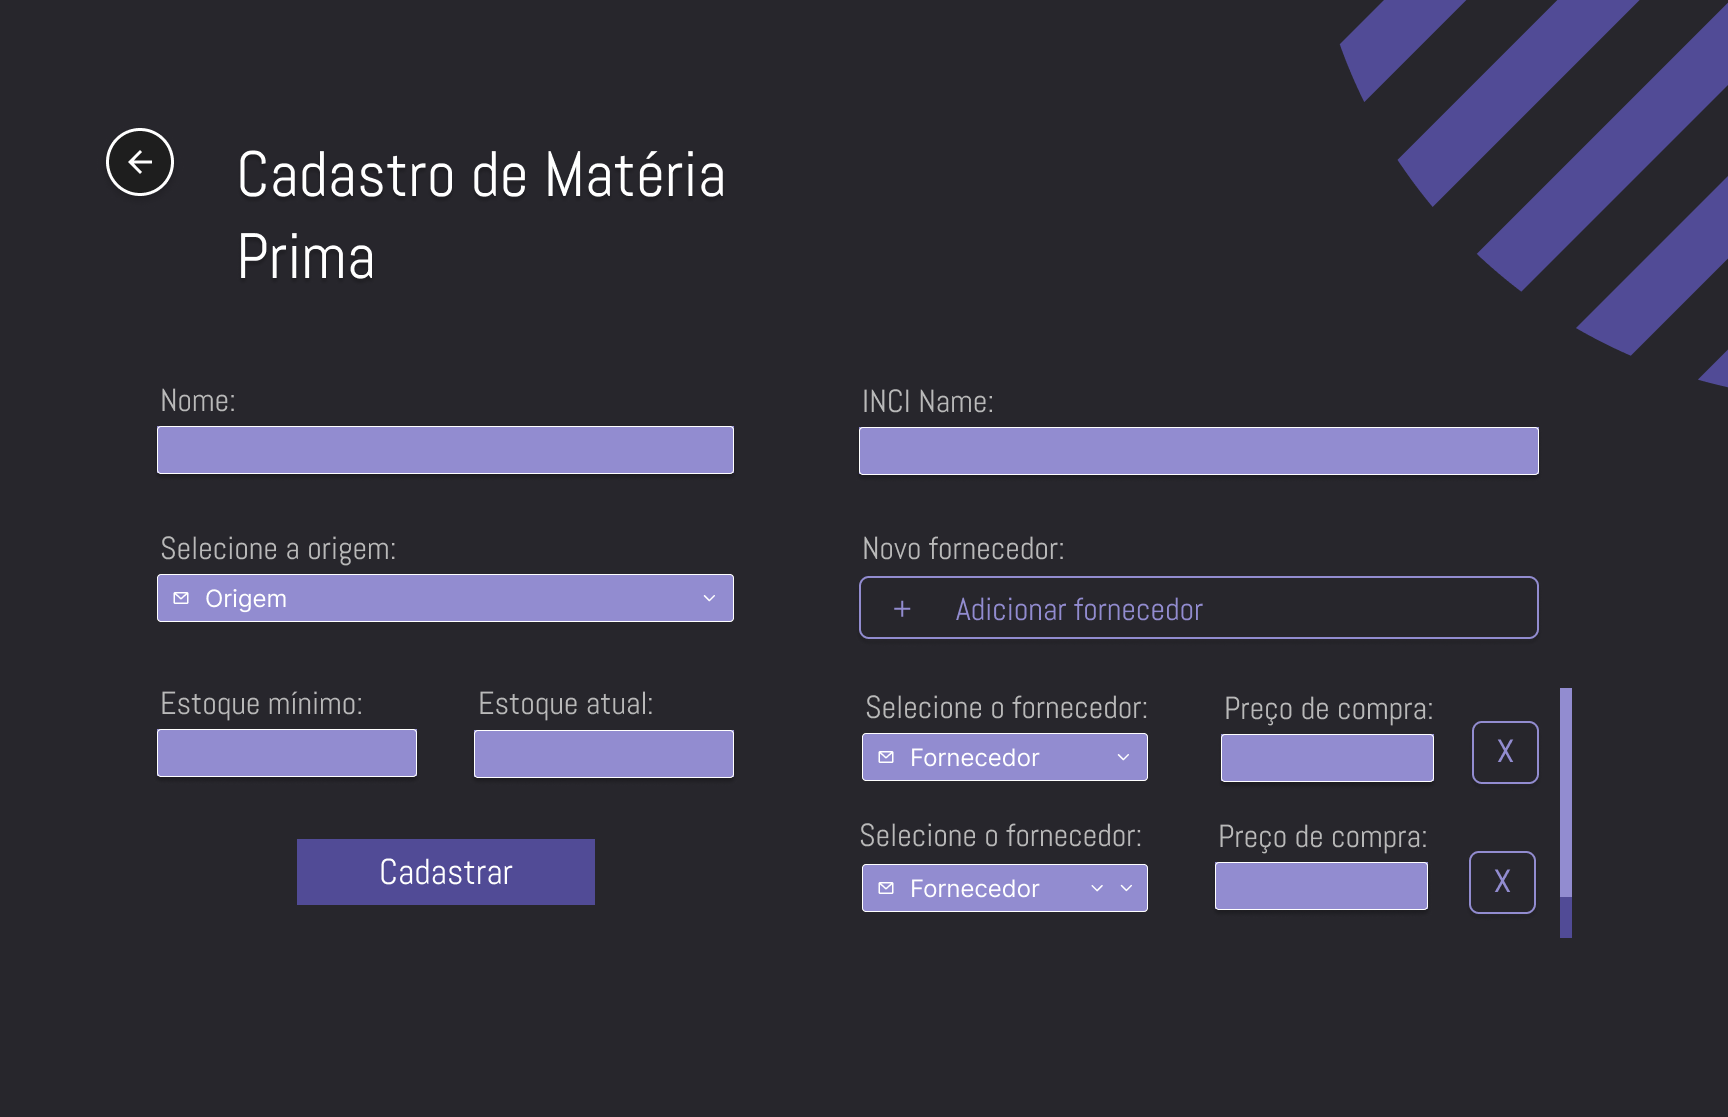 Cadastro de Matéria
Prima
Nome:
INCI Name:
Selecione a origem:
Origem
Novo fornecedor:
+ Adicionar fornecedor
Estoque mínimo:
Estoque atual:
Selecione o fornecedor:
Preço de compra:
Fornecedor
X
Selecione o fornecedor:
Preço de compra:
Fornecedor
X
Cadastrar